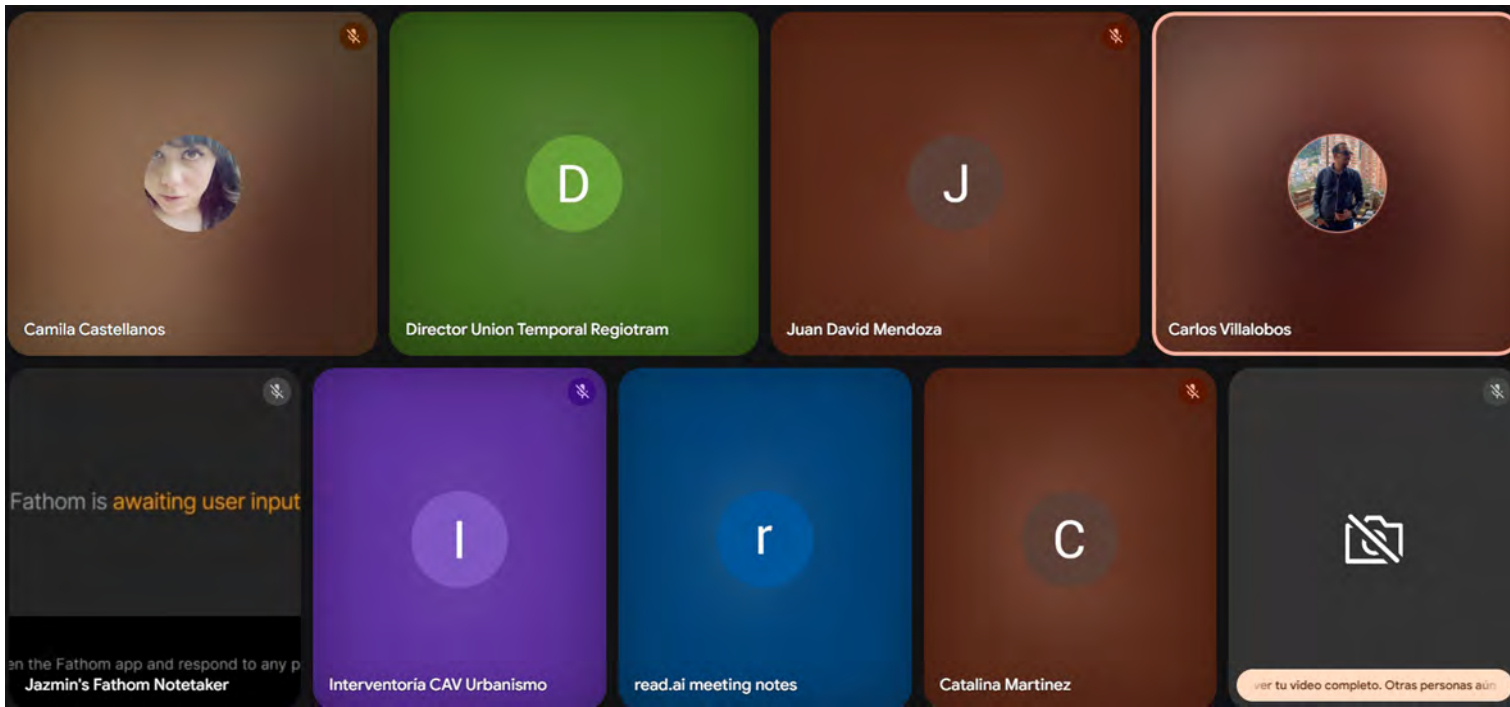 D
J
Camila Castellanos
Director Union Temporal Regiotram
Juan David Mendoza
Carlos Villalobos
Fathom is awaiting user input
I
r
C
en the Fathom app and respond to any p
Jazmin's Fathom Notetaker
Interventoría CAV Urbanismo
read.ai meeting notes
Catalina Martinez
ver tu video completo. Otras personas aún